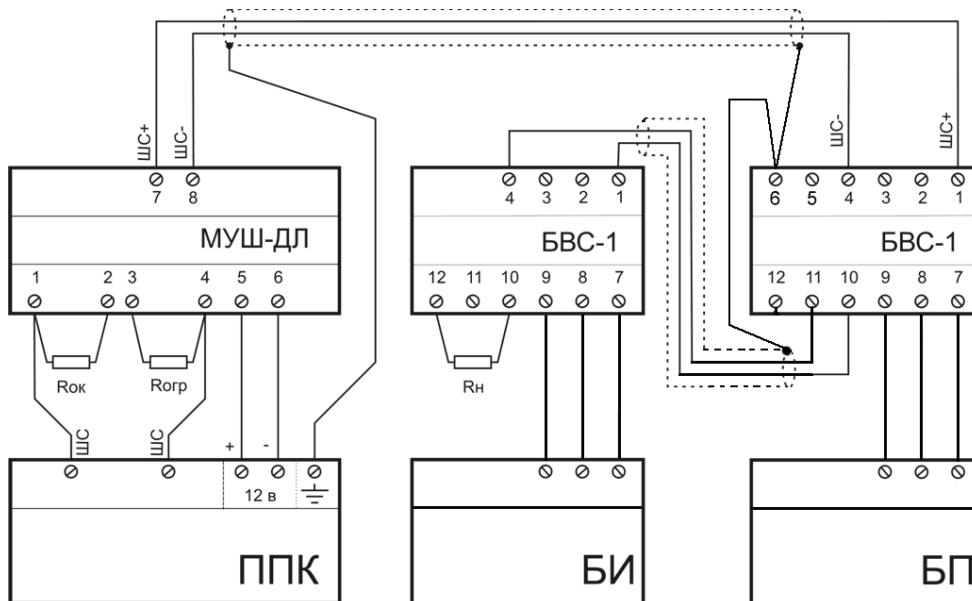 ШС+ ШС- ШС- ШС+
7 8 4 3 2 1 6 5 4 3 2 1
МУШ-ДЛ БВС-1 БВС-1
1 2 3 4 5 6 12 11 10 9 8 7 12 11 10 9 8 7
Rок Rогр Rн
ШС ШС + -
12 в
ППК БИ БП